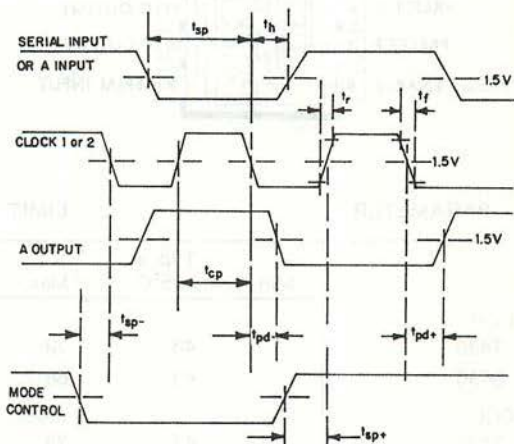 tsp
th
SERIAL INPUT
OR A INPUT
1.5V
tr
tf
CLOCK 1 or 2
1.5V
A OUTPUT
1.5V
tcp
tsp-
tpd-
tpd+
MODE
CONTROL
tsp+